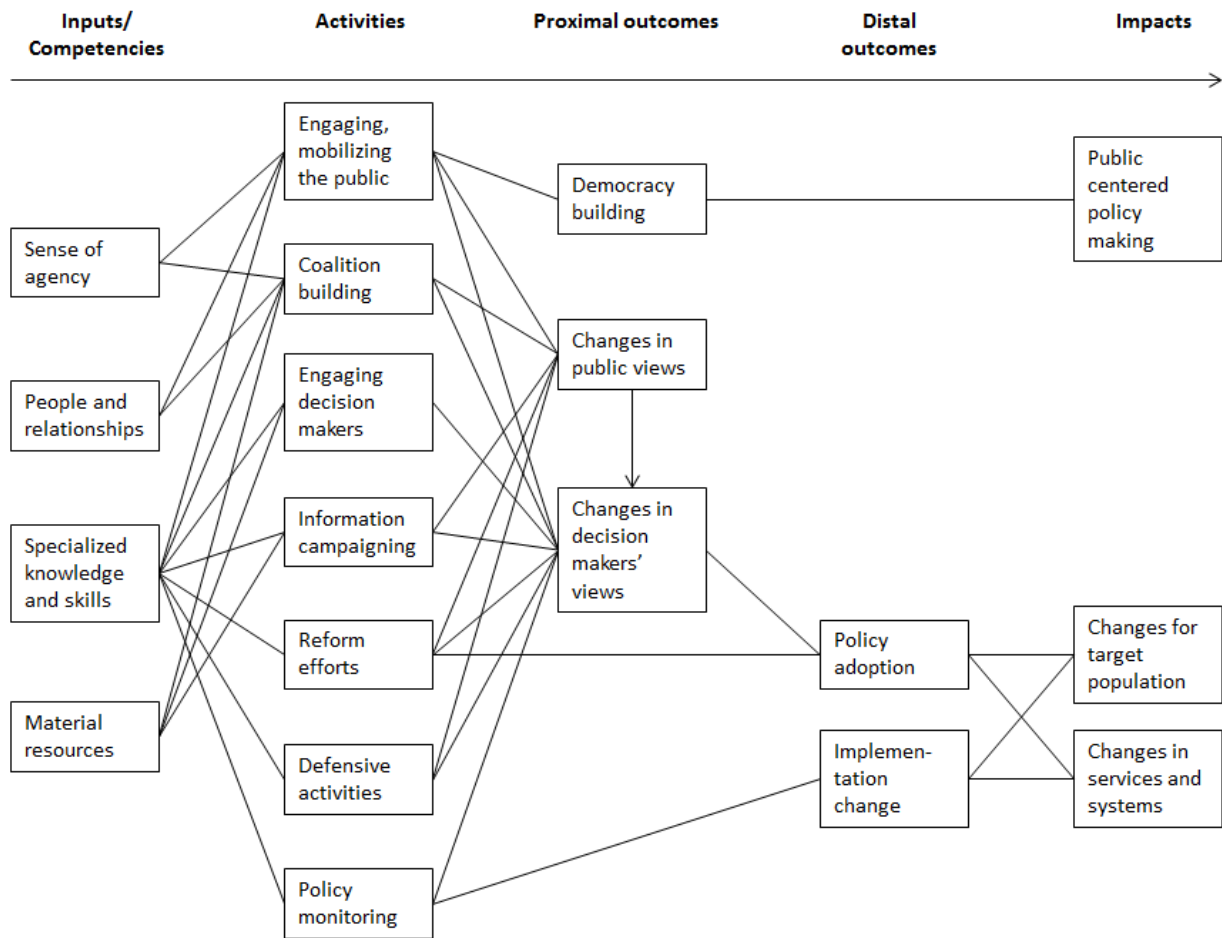 Inputs/
Competencies
Activities
Proximal outcomes
Distal
outcomes
Impacts
Sense of
agency
People and
relationships
Specialized
knowledge
and skills
Material
resources
Engaging,
mobilizing
the public
Coalition
building
Engaging
decision
makers
Information
campaigning
Reform
efforts
Defensive
activities
Policy
monitoring
Democracy
building
Changes in
public views
Changes in
decision
makers’
views
Policy
adoption
Implemen-
tation
change
Public
centered
policy
making
Changes for
target
population
Changes in
services and
systems